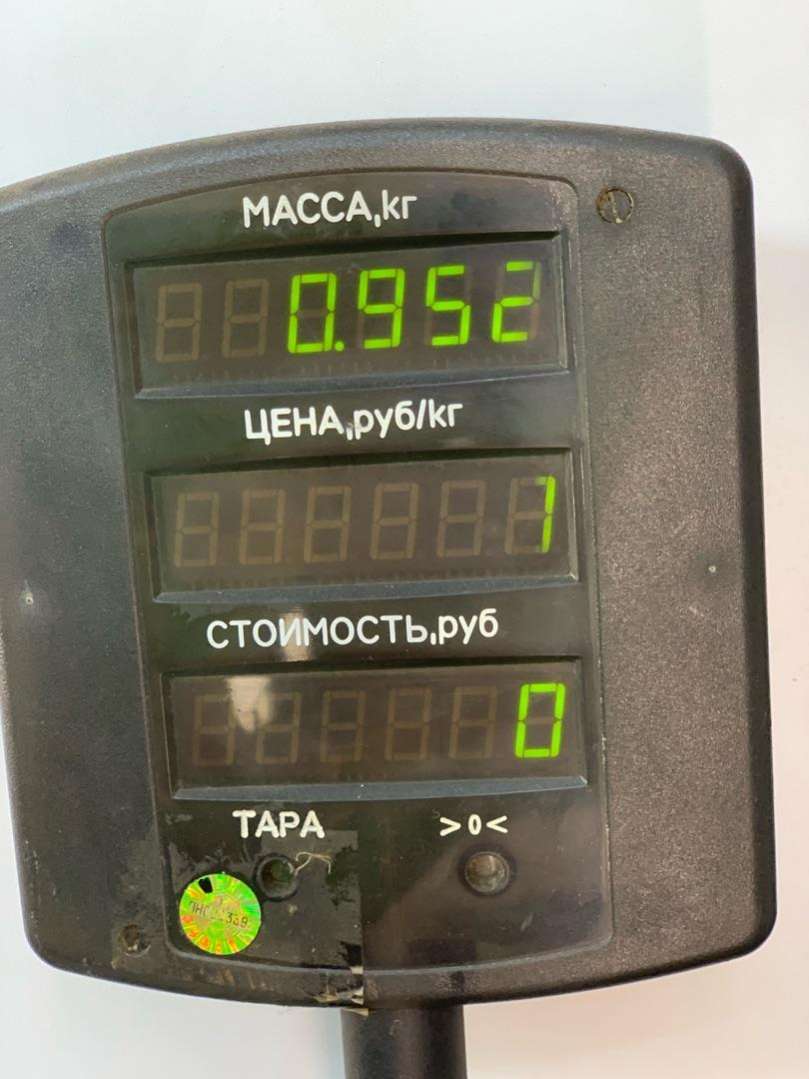 МАССА,кг
0.952
ЦЕНА,руб/кг
1
СТОИМОСТЬ,руб
0
ТАРА >0<